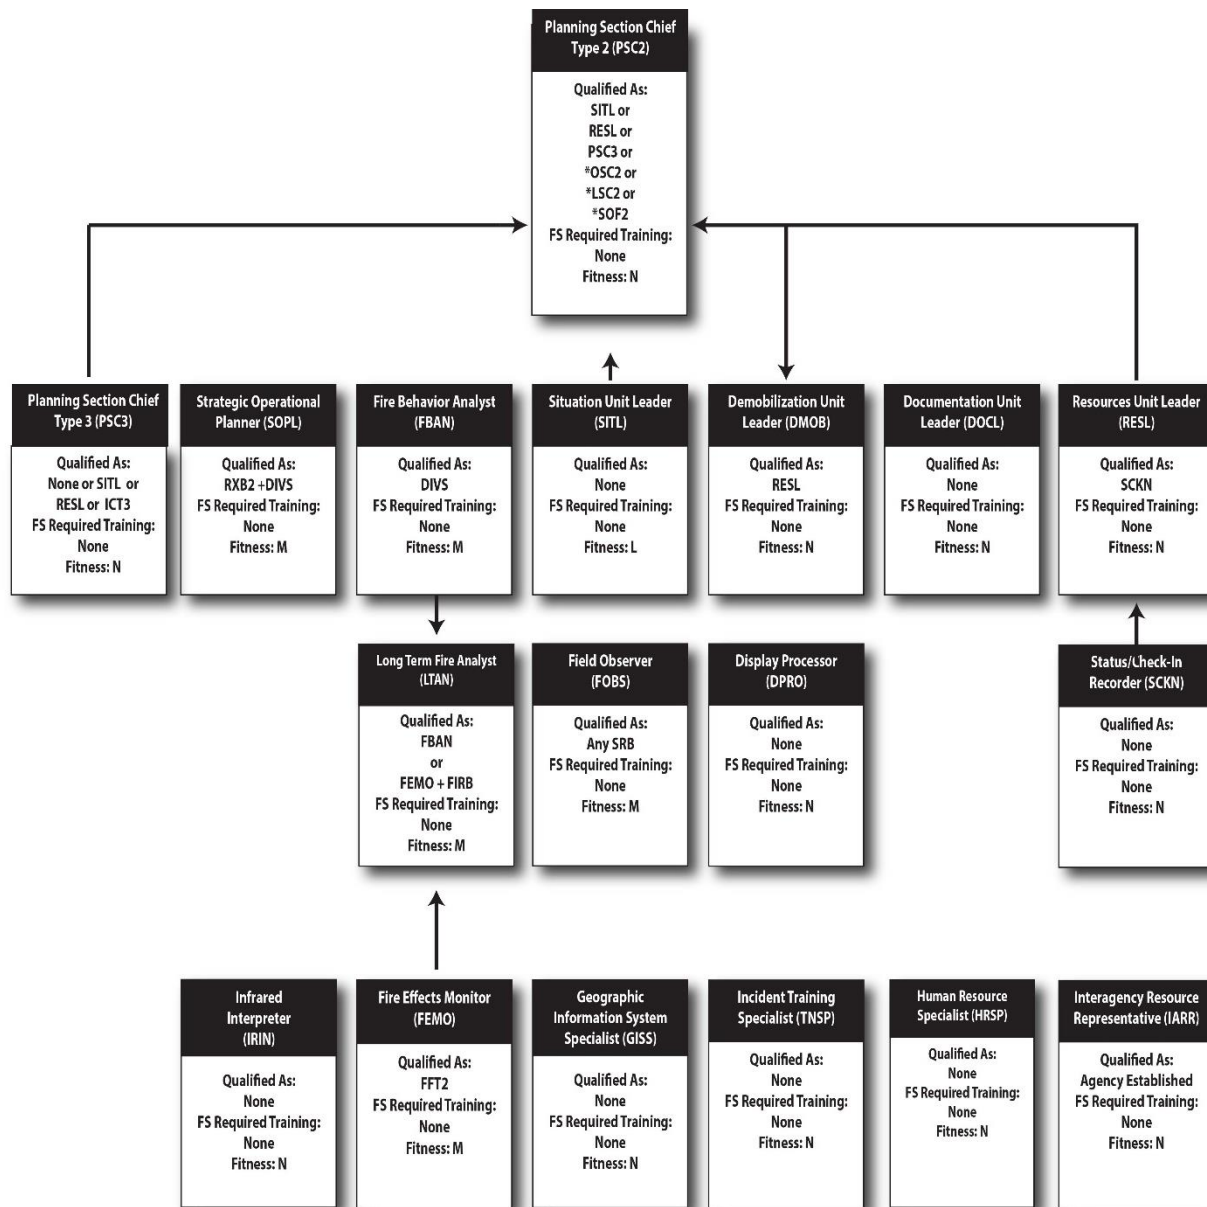 Planning Section Chief
Type 2 (PSC2)
Qualified As:
SITL or
RESL or
PSC3 or
*OSC2 or
*LSC2 or
*SOF2
FS Required Training:
None
Fitness: N
Planning Section Chief
Type 3 (PSC3)
Qualified As:
None or SITL or
RESL or ICT3
FS Required Training:
None
Fitness: N
Strategic Operational
Planner (SOPL)
Qualified As:
RXB2 +DIVS
FS Required Training:
None
Fitness: M
Fire Behavior Analyst
(FBAN)
Qualified As:
DIVS
FS Required Training:
None
Fitness: M
Situation Unit Leader
(SITL)
Qualified As:
None
FS Required Training:
None
Fitness: L
Demobilization Unit
Leader (DMOB)
Qualified As:
RESL
FS Required Training:
None
Fitness: N
Documentation Unit
Leader (DOCL)
Qualified As:
None
FS Required Training:
None
Fitness: N
Resources Unit Leader
(RESL)
Qualified As:
SCKN
FS Required Training:
None
Fitness: N
Long Term Fire Analyst
(LTAN)
Qualified As:
FBAN
or
FEMO + FIRB
FS Required Training:
None
Fitness: M
Field Observer
(FOBS)
Qualified As:
Any SRB
FS Required Training:
None
Fitness: M
Display Processor
(DPRO)
Qualified As:
None
FS Required Training:
None
Fitness: N
Status/Check-In
Recorder (SCKN)
Qualified As:
None
FS Required Training:
None
Fitness: N
Infrared
Interpreter
(IRIN)
Qualified As:
None
FS Required Training:
None
Fitness: N
Fire Effects Monitor
(FEMO)
Qualified As:
FFT2
FS Required Training:
None
Fitness: M
Geographic
Information System
Specialist (GISS)
Qualified As:
None
FS Required Training:
None
Fitness: N
Incident Training
Specialist (TNSP)
Qualified As:
None
FS Required Training:
None
Fitness: N
Human Resource
Specialist (HRSP)
Qualified As:
None
FS Required Training:
None
Fitness: N
Interagency Resource
Representative (IARR)
Qualified As:
Agency Established
FS Required Training:
None
Fitness: N